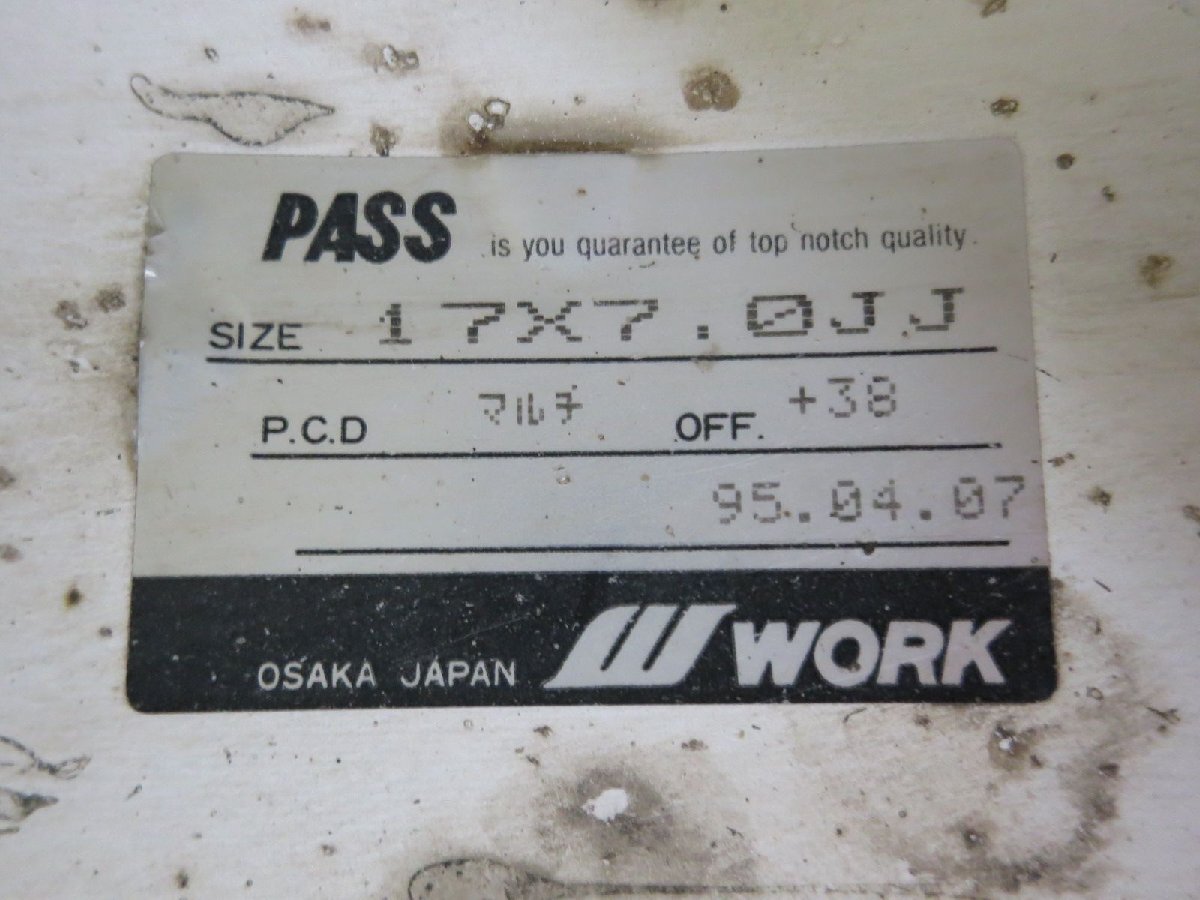 PASS is you quarantee of top notch quality.
SIZE 17X7.0JJ
P.C.D マルチ OFF. +38
95.04.07
OSAKA JAPAN W WORK